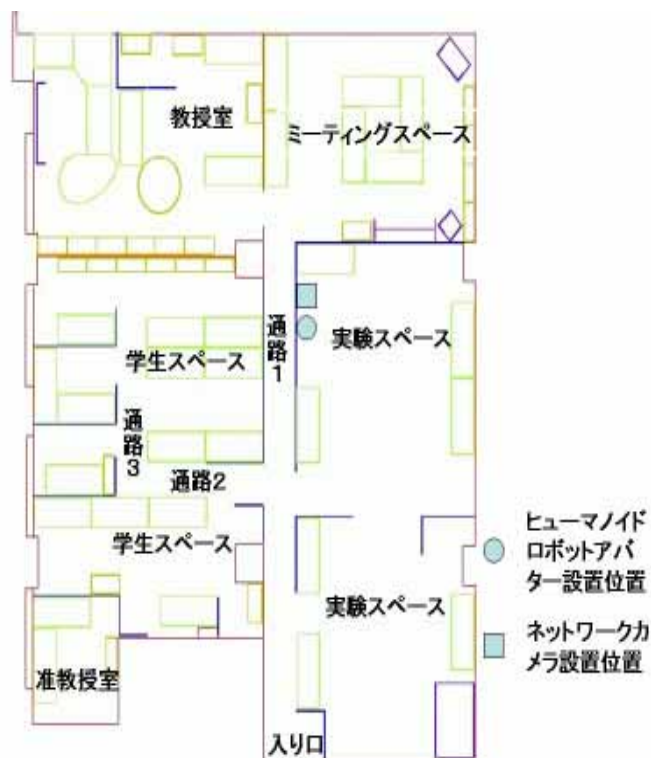 教授室
ミーティングスペース
通路1
実験スペース
学生スペース
通路3
通路2
学生スペース
実験スペース
准教授室
入り口
ヒューマノイド
ロボットアバ
ター設置位置
ネットワークカ
メラ設置位置